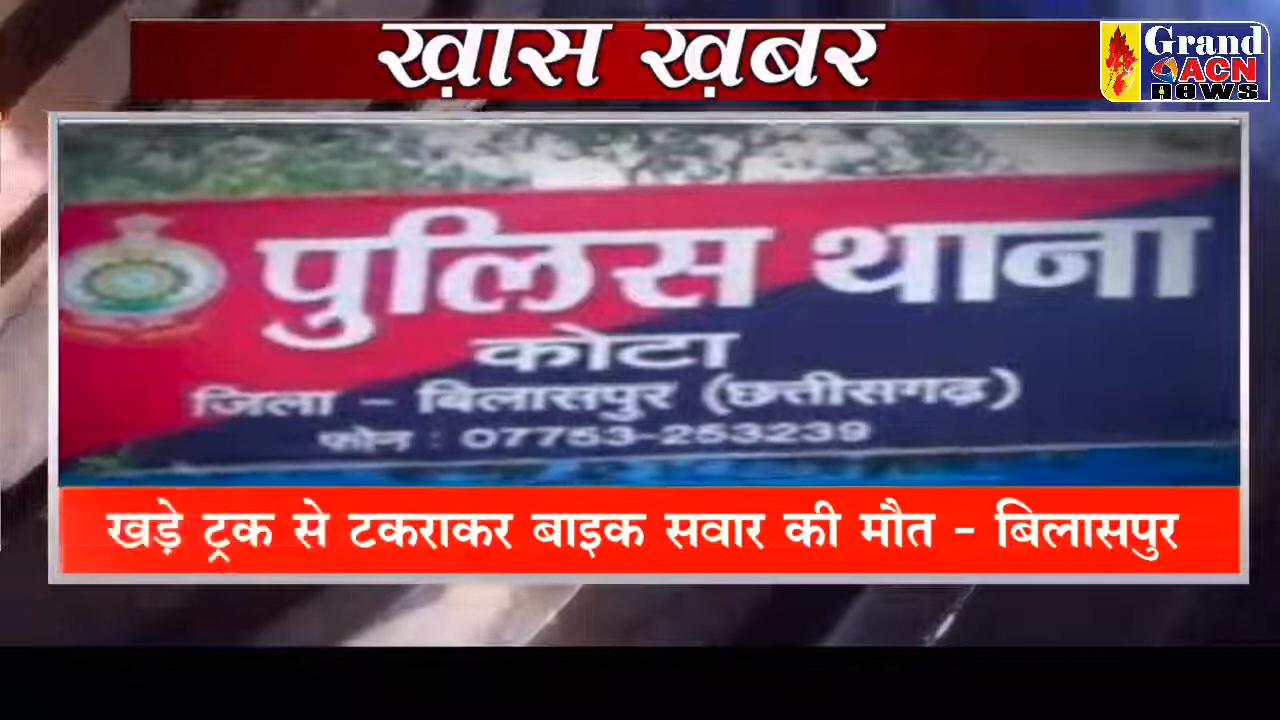 ख़ास ख़बर
Grand
ACN
news
पुलिस थाना
कोटा
जिला - बिलासपुर (छत्तीसगढ़)
फोन : 07753-253239
खड़े ट्रक से टकराकर बाइक सवार की मौत - बिलासपुर